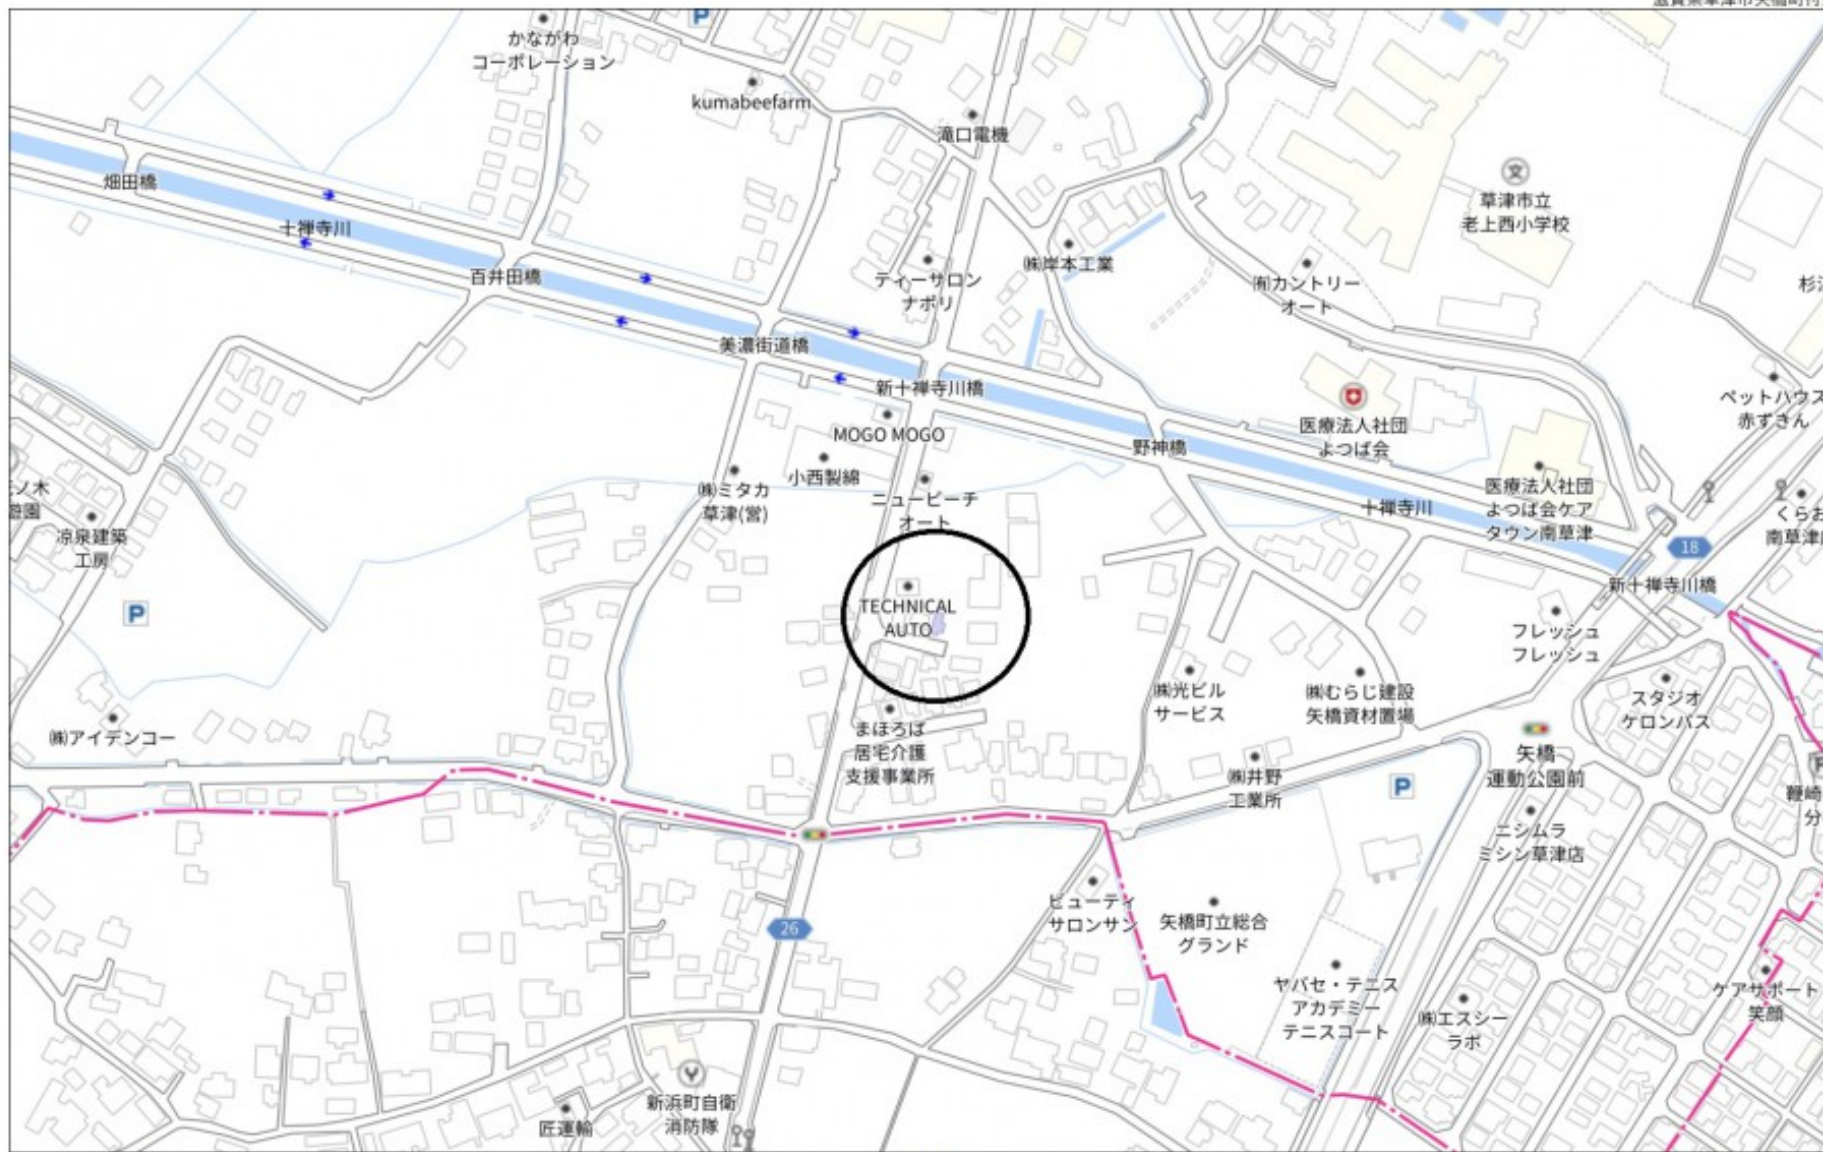 かながわ
コーポレーション
kumabeefarm
滝口電機
畑田橋
十禅寺川
百井田橋
美濃街道橋
ティーサロン
ナポリ
㈱岸本工業
草津市立
老上西小学校
㈲カントリー
オート
新十禅寺川橋
MOGO MOGO
小西製綿
㈱ミタカ
草津(営)
ニューピーチ
オート
野神橋
医療法人社団
よつば会
ペットハウス
赤ずきん
医療法人社団
よつば会ケア
タウン南草津
十禅寺川
くらお
南草津
18
新十禅寺川橋
ノ木
遊園
涼泉建築
工房
P
P
TECHNICAL
AUTO
フレッシュ
フレッシュ
㈱光ビル
サービス
㈱むらじ建設
矢橋資材置場
スタジオ
ケロンパス
㈱アイデンコー
まほろば
居宅介護
支援事業所
㈱井野
工業所
P
矢橋
運動公園前
ニシムラ
ミシン草津店
鞭崎
分
26
ビューティ
サロンサン
矢橋町立総合
グランド
ヤバセ・テニス
アカデミー
テニスコート
㈱エスシー
ラボ
ケアサポート
笑顔
新浜町自衛
消防隊
匠運輸